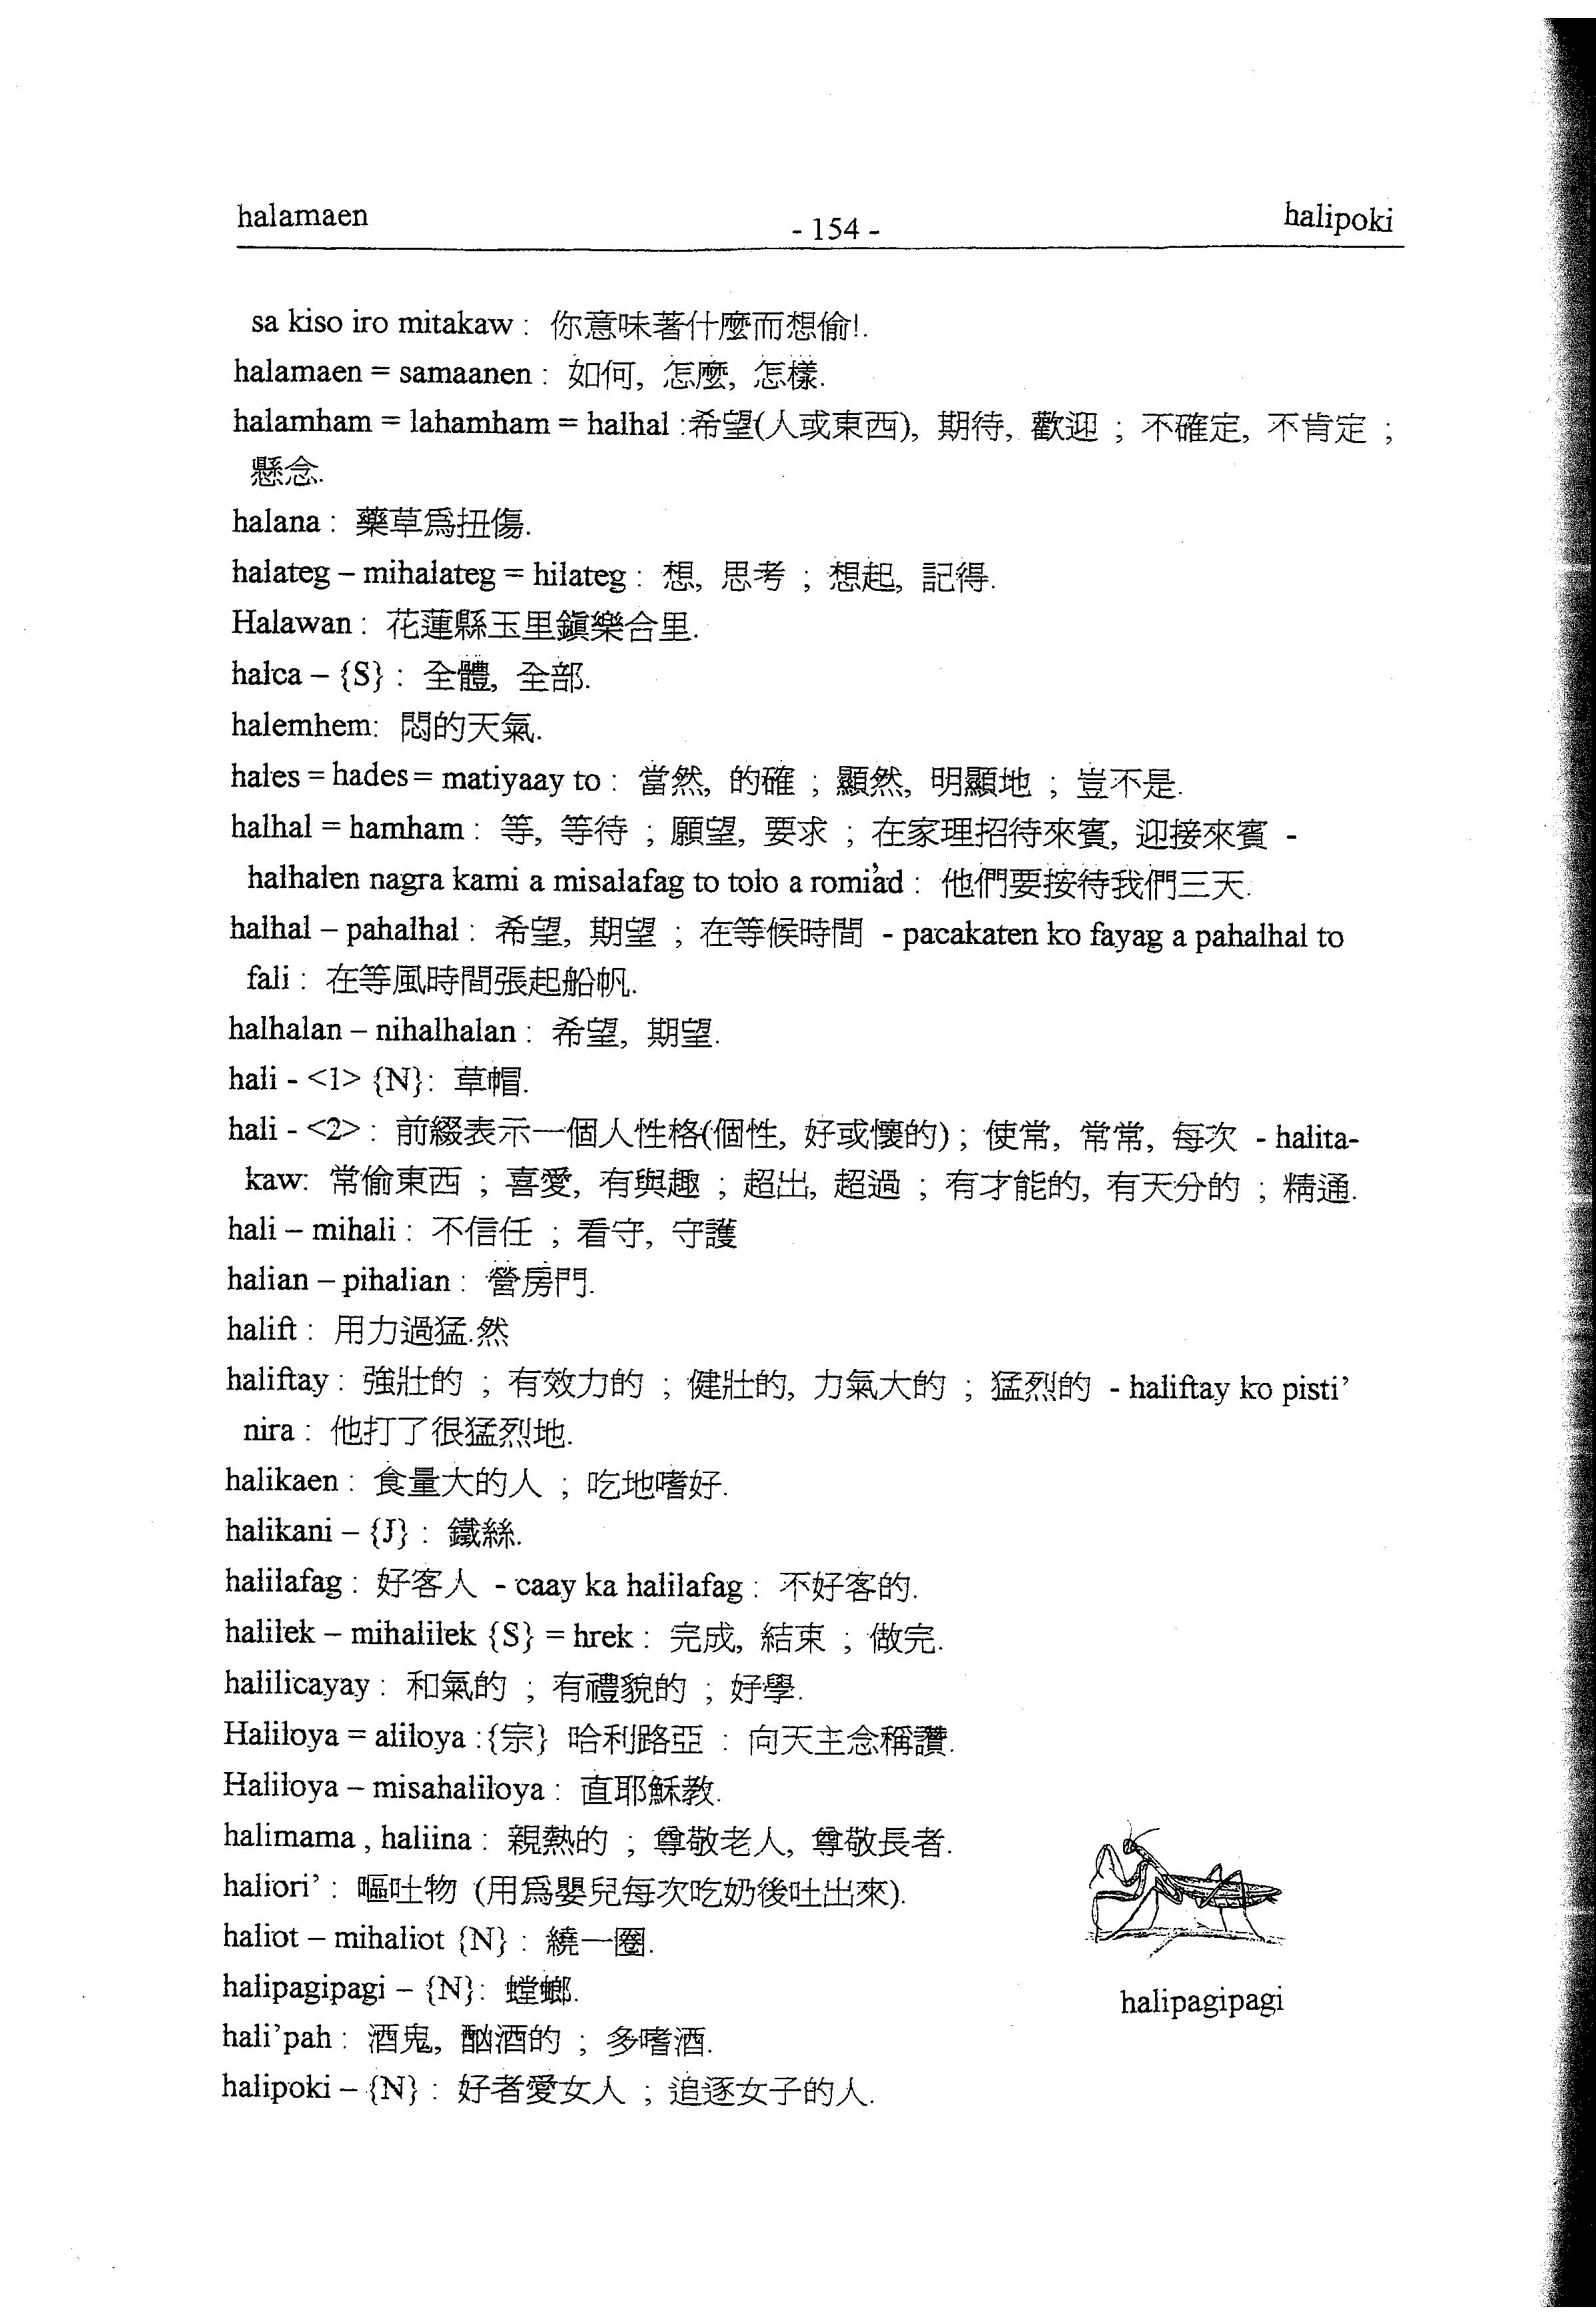 halamaen - 154 - halipoki
sa kiso iro mitakaw : 你意味著什麼而想偷!.
halamaen = samaanen : 如何, 怎麼, 怎樣.
halamham = lahamham = halhal :希望(人或東西), 期待, 歡迎 ; 不確定, 不肯定 ;
懸念.
halana : 藥草爲扭傷.
halateg – mihalateg = hilateg : 想, 思考 ; 想起, 記得.
Halawan : 花蓮縣玉里鎭樂合里.
halca – {S} : 全體, 全部.
halemhem: 悶的天氣.
hales = hades = matiyaay to : 當然, 的確 ; 顯然, 明顯地 ; 豈不是.
halhal = hamham : 等, 等待 ; 願望, 要求 ; 在家理招待來賓, 迎接來賓 -
halhalen nagra kami a misalafag to tolo a romi'ad : 他們要按待我們三天.
halhal – pahalhal : 希望, 期望 ; 在等候時間 - pacakaten ko fayag a pahalhal to
fali : 在等風時間張起船帆.
halhalan – nihalhalan : 希望, 期望.
hali - <1> {N}: 草帽.
hali - <2> : 前綴表示一個人性格(個性, 好或懷的) ; 使常, 常常, 每次 - halita-
kaw: 常偷東西 ; 喜愛, 有與趣 ; 超出, 超過 ; 有才能的, 有天分的 ; 精通.
hali – mihali : 不信任 ; 看守, 守護
halian – pihalian : 營房門.
halift : 用力過猛.然
haliftay : 強壯的 ; 有效力的 ; 健壯的, 力氣大的 ; 猛烈的 - haliftay ko pisti’
nira : 他打了很猛烈地.
halikaen : 食量大的人 ; 吃地嗜好.
halikani – {J} : 鐵絲.
halilafag : 好客人 - caay ka halilafag : 不好客的.
halilek – mihalilek {S} = hrek : 完成, 結束 ; 做完.
halilicayay : 和氣的 ; 有禮貌的 ; 好學.
Haliloya = aliloya :{宗} 哈利路亞 : 向天主念稱讚.
Haliloya – misahaliloya : 直耶穌教.
halimama , haliina : 親熱的 ; 尊敬老人, 尊敬長者.
haliori’ : 嘔吐物 (用爲嬰兒每次吃奶後吐出來).
haliot – mihaliot {N} : 繞一圈.
halipagipagi – {N}: 螳螂.
halipagipagi
hali’pah : 酒鬼, 酗酒的 ; 多嗜酒.
halipoki – {N} : 好者愛女人 ; 追逐女子的人.